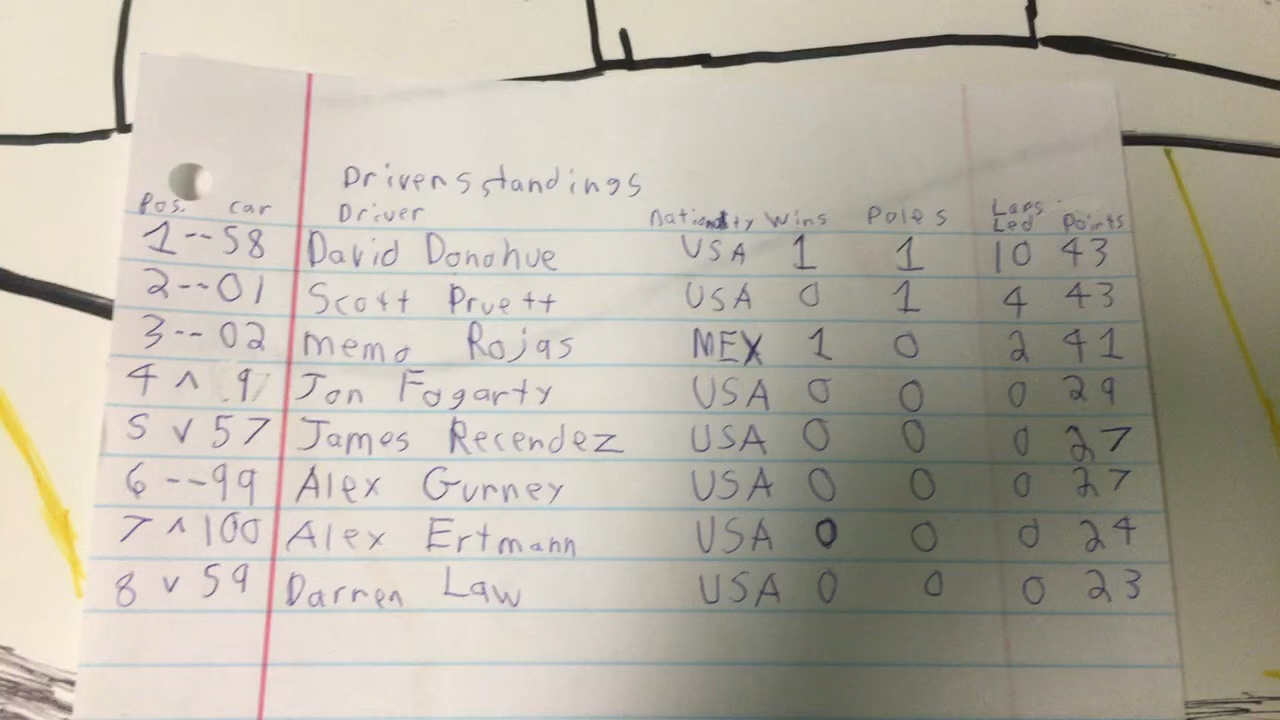 Drivers standings
Pos. car Driver Nationality Wins Poles Laps Led Points
1--58 David Donohue USA 1 1 10 43
2--01 Scott Pruett USA 0 1 4 43
3--02 memo Rojas MEX 1 0 2 41
4 ^ 91 Jon Fogarty USA 0 0 0 29
5 v 57 James Recendez USA 0 0 0 27
6 --99 Alex Gurney USA 0 0 0 27
7 ^ 100 Alex Ertmann USA 0 0 0 24
8 v 59 Darren Law USA 0 0 0 23